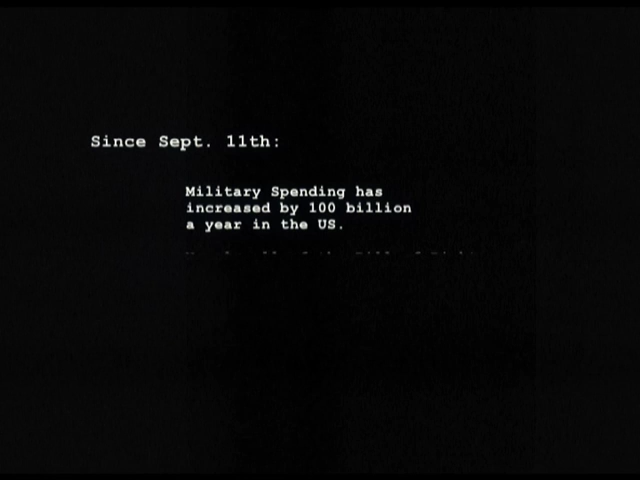 Since Sept. 11th:
Military Spending has
increased by 100 billion
a year in the US.